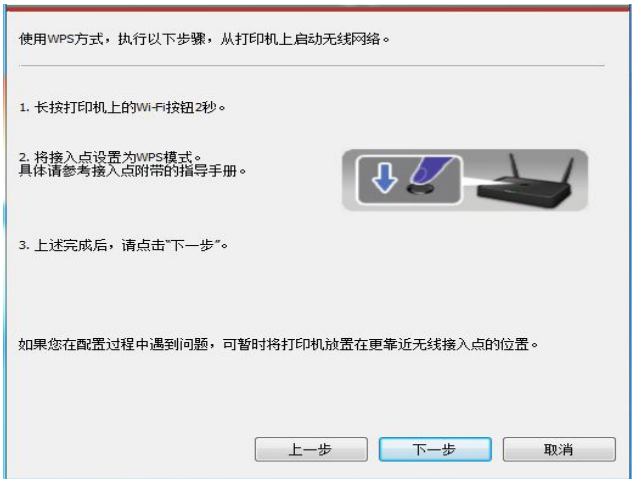 使用WPS方式，执行以下步骤，从打印机上启动无线网络。
1. 长按打印机上的Wi-Fi按钮2秒。
2. 将接入点设置为WPS模式。
具体请参考接入点附带的指导手册。
3. 上述完成后，请点击"下一步"。
如果您在配置过程中遇到问题，可暂时将打印机放置在更靠近无线接入点的位置。
上一步
下一步
取消